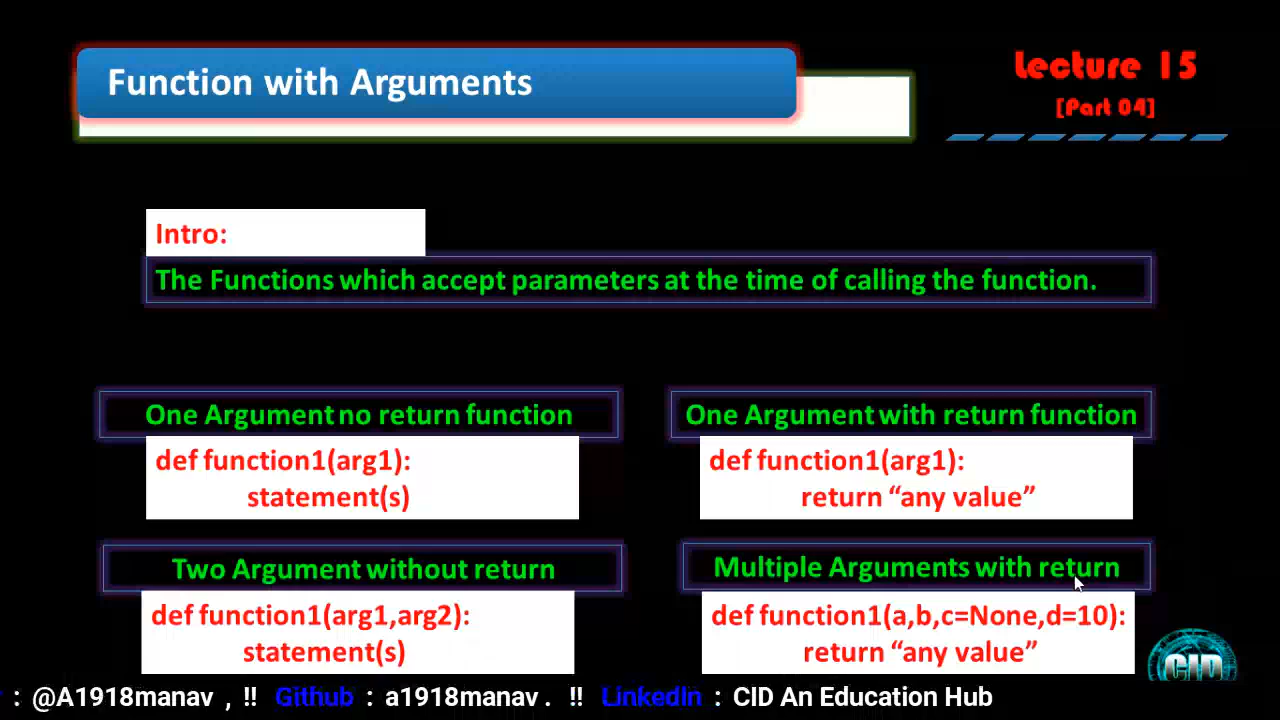 Function with Arguments
Lecture 15
[Part 04]
Intro:
The Functions which accept parameters at the time of calling the function.
One Argument no return function
def function1(arg1):
statement(s)
One Argument with return function
def function1(arg1):
return “any value”
Two Argument without return
def function1(arg1,arg2):
statement(s)
Multiple Arguments with return
def function1(a,b,c=None,d=10):
return “any value”
CID
: @A1918manav , !! Github : a1918manav . !! LinkedIn : CID An Education Hub